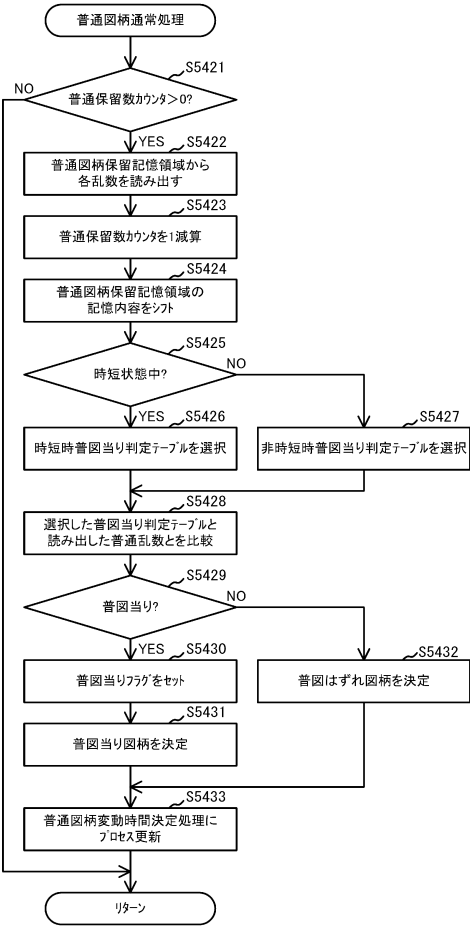 普通図柄通常処理
S5421
NO
普通保留数カウンタ>0?
YES
S5422
普通図柄保留記憶領域から
各乱数を読み出す
S5423
普通保留数カウンタを1減算
S5424
普通図柄保留記憶領域の
記憶内容をシフト
S5425
時短状態中?
NO
YES
S5426
時短時普図当り判定テーブルを選択
S5427
非時短時普図当り判定テーブルを選択
S5428
選択した普図当り判定テーブルと
読み出した普通乱数とを比較
S5429
普図当り?
NO
YES
S5430
普図当りフラグをセット
S5432
普図はずれ図柄を決定
S5431
普図当り図柄を決定
S5433
普通図柄変動時間決定処理に
プロセス更新
リターン